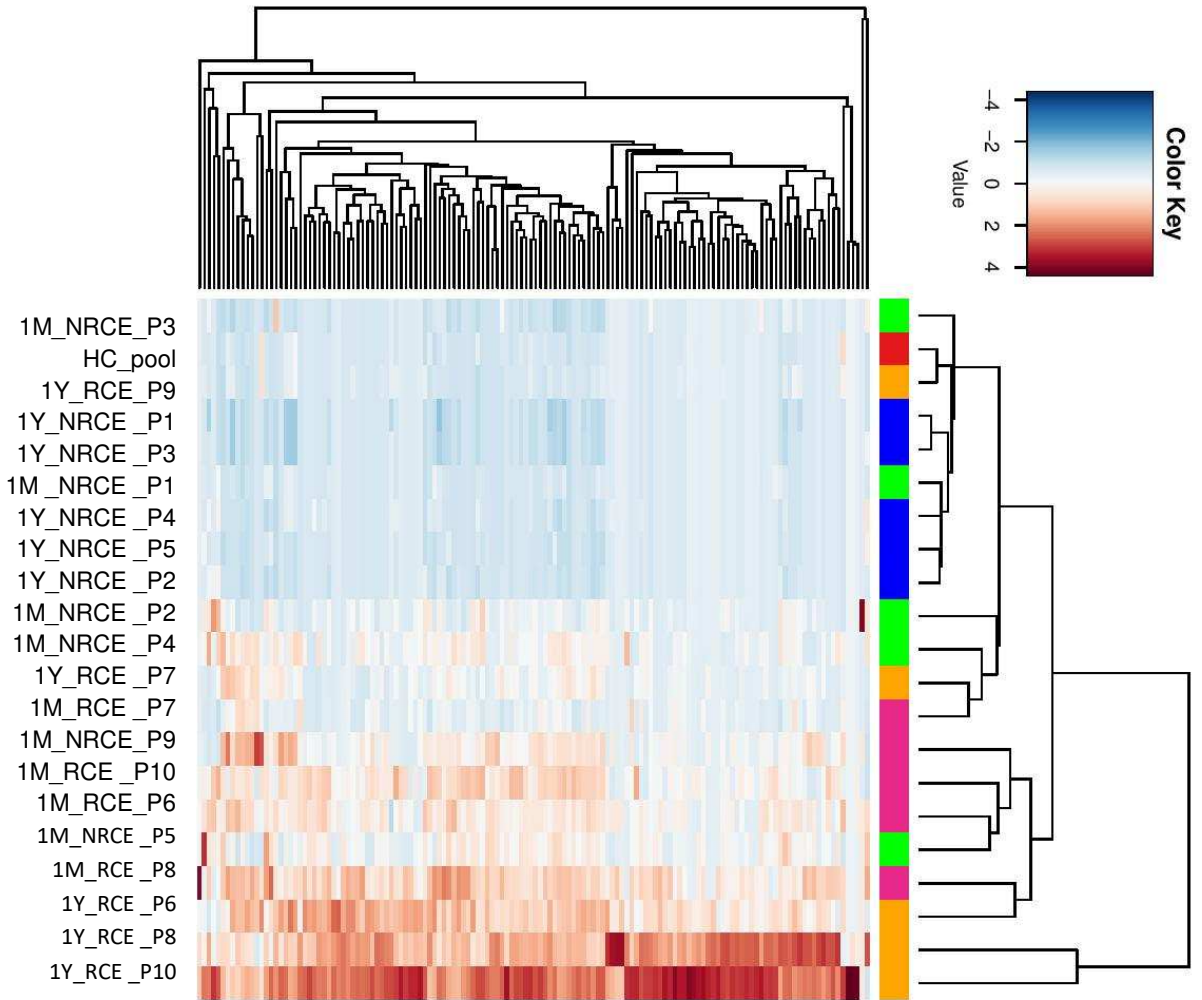 Color Key
−4
−2
0
2
4
Value
1M_NRCE_P3
HC_pool
1Y_RCE_P9
1Y_NRCE _P1
1Y_NRCE _P3
1M _NRCE _P1
1Y_NRCE _P4
1Y_NRCE _P5
1Y_NRCE _P2
1M_NRCE _P2
1M_NRCE _P4
1Y_RCE _P7
1M_RCE _P7
1M_NRCE_P9
1M_RCE _P10
1M_RCE_P6
1M_NRCE _P5
1M_RCE _P8
1Y_RCE _P6
1Y_RCE _P8
1Y_RCE _P10